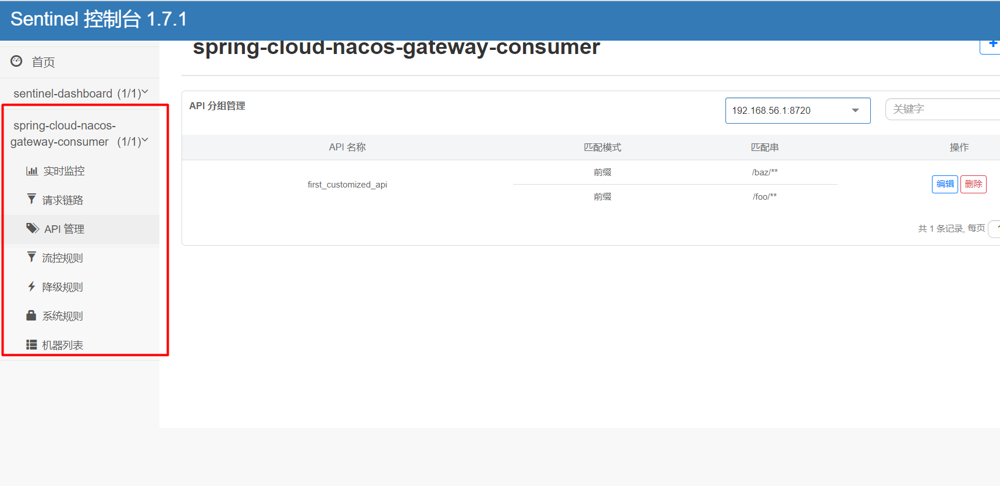 Sentinel 控制台 1.7.1
首页
sentinel-dashboard (1/1)
spring-cloud-nacos-
gateway-consumer (1/1)
实时监控
请求链路
API 管理
流控规则
降级规则
系统规则
机器列表
spring-cloud-nacos-gateway-consumer
+
API 分组管理
192.168.56.1:8720
关键字
API 名称 匹配模式 匹配串 操作
first_customized_api
前缀 /baz/**
前缀 /foo/**
编辑 删除
共 1 条记录, 每页